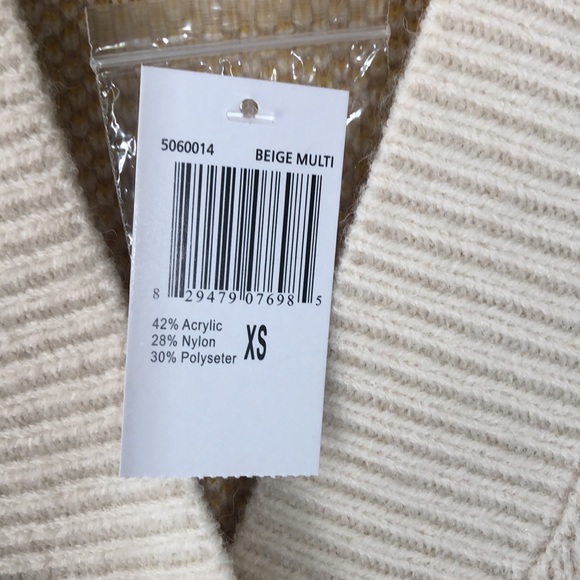 5060014 BEIGE MULTI
8 29479 07698 5
42% Acrylic
28% Nylon
30% Polyseter
XS